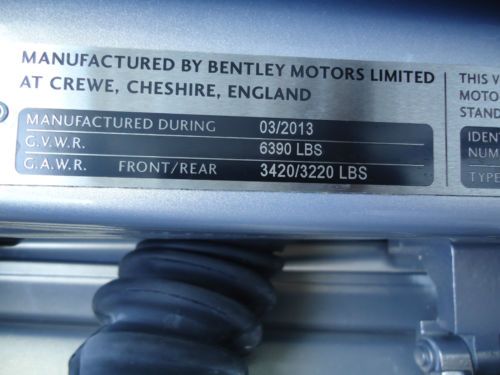 MANUFACTURED BY BENTLEY MOTORS LIMITED
AT CREWE, CHESHIRE, ENGLAND
MANUFACTURED DURING 03/2013
G.V.W.R. 6390 LBS
G.A.W.R. FRONT/REAR 3420/3220 LBS
THIS V
MOTO
STAND
IDENT
NUM
TYPE